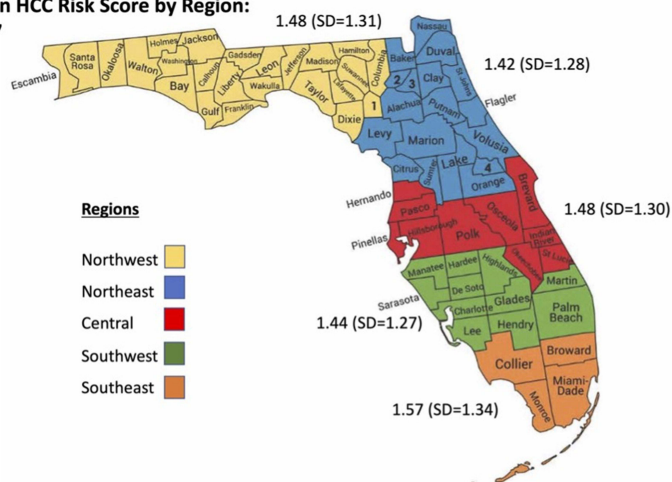 n HCC Risk Score by Region:
1.48 (SD=1.31)
Nassau
Holmes Jackson
Santa Rosa
Okaloosa
Walton
Washington
Bay
Calhoun
Gulf
Liberty
Gadsden
Leon
Franklin
Wakulla
Jefferson
Madison
Taylor
Hamilton
Suwannee
Lafayette
Columbia
Dixie
1
Escambia
Baker
Duval
1.42 (SD=1.28)
2
3
Clay
St Johns
Alachua
Putnam
Flagler
Levy
Marion
Volusia
Citrus
Sumter
Lake
4
Orange
Hernando
Pasco
Brevard
Regions
Pinellas
Hillsborough
Polk
Osceola
1.48 (SD=1.30)
Indian River
Okeechobee
St Lucie
Northwest
Northeast
Central
Southwest
Southeast
Manatee
Hardee
Highlands
Martin
Sarasota
De Soto
Charlotte
Glades
Palm Beach
1.44 (SD=1.27)
Lee
Hendry
Collier
Broward
Miami-
Dade
Monroe
1.57 (SD=1.34)